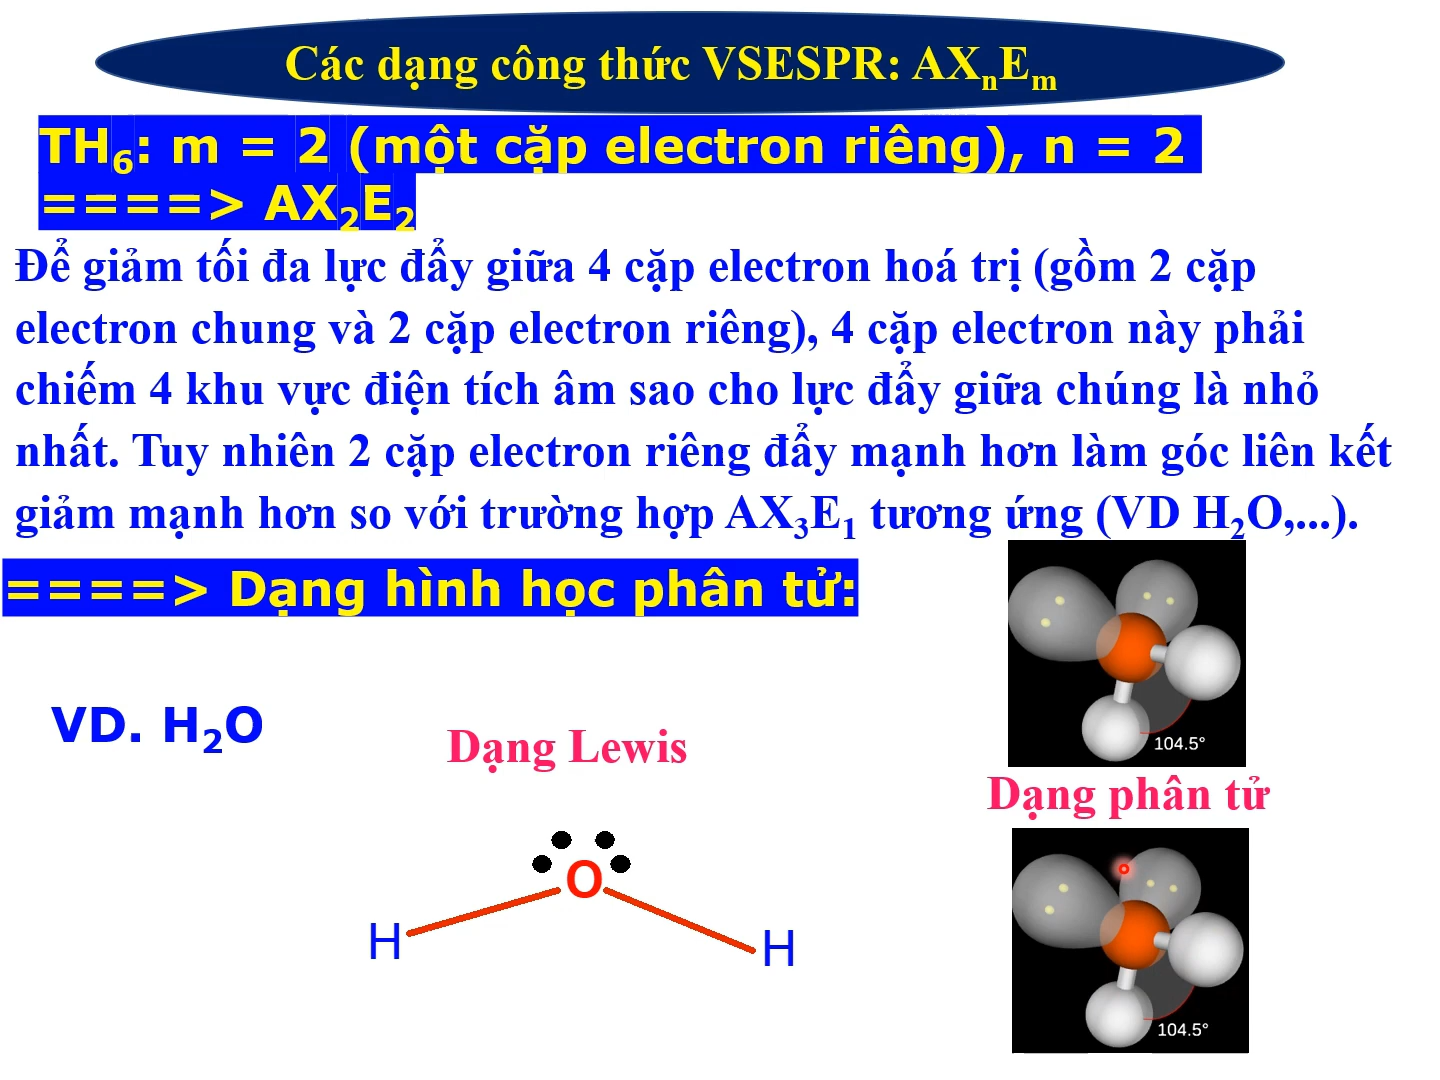 Các dạng công thức VSESPR: AXₙEₘ
TH₆: m = 2 (một cặp electron riêng), n = 2
====> AX₂E₂
Để giảm tối đa lực đẩy giữa 4 cặp electron hoá trị (gồm 2 cặp
electron chung và 2 cặp electron riêng), 4 cặp electron này phải
chiếm 4 khu vực điện tích âm sao cho lực đẩy giữa chúng là nhỏ
nhất. Tuy nhiên 2 cặp electron riêng đẩy mạnh hơn làm góc liên kết
giảm mạnh hơn so với trường hợp AX₃E₁ tương ứng (VD H₂O,...).
====> Dạng hình học phân tử:
104.5°
VD. H₂O
Dạng Lewis
Dạng phân tử
O
H
H
104.5°